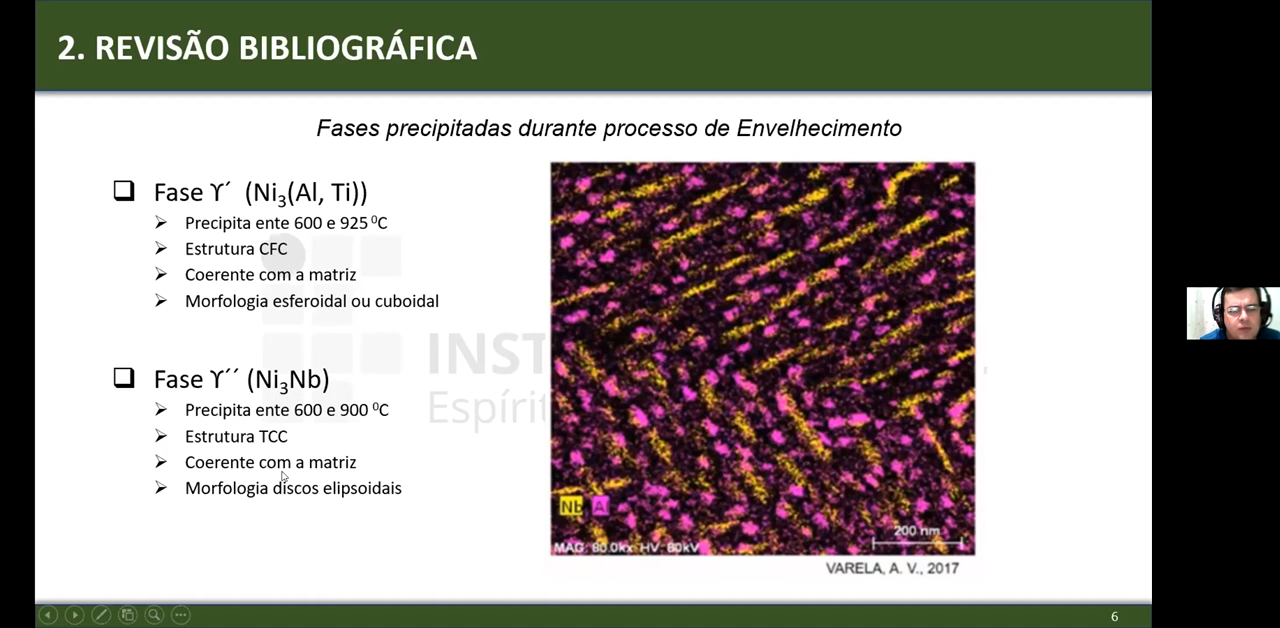 2. REVISÃO BIBLIOGRÁFICA
Fases precipitadas durante processo de Envelhecimento
Fase ϒ´ (Ni3(Al, Ti))
Precipita ente 600 e 925 ⁰C
Estrutura CFC
Coerente com a matriz
Morfologia esferoidal ou cuboidal
INST
Espírit
Fase ϒ´´ (Ni3Nb)
Precipita ente 600 e 900 ⁰C
Estrutura TCC
Coerente com a matriz
Morfologia discos elipsoidais
Nb Al
200 nm
MAG: 80.0kx HV: 80kV
VARELA, A. V., 2017
6